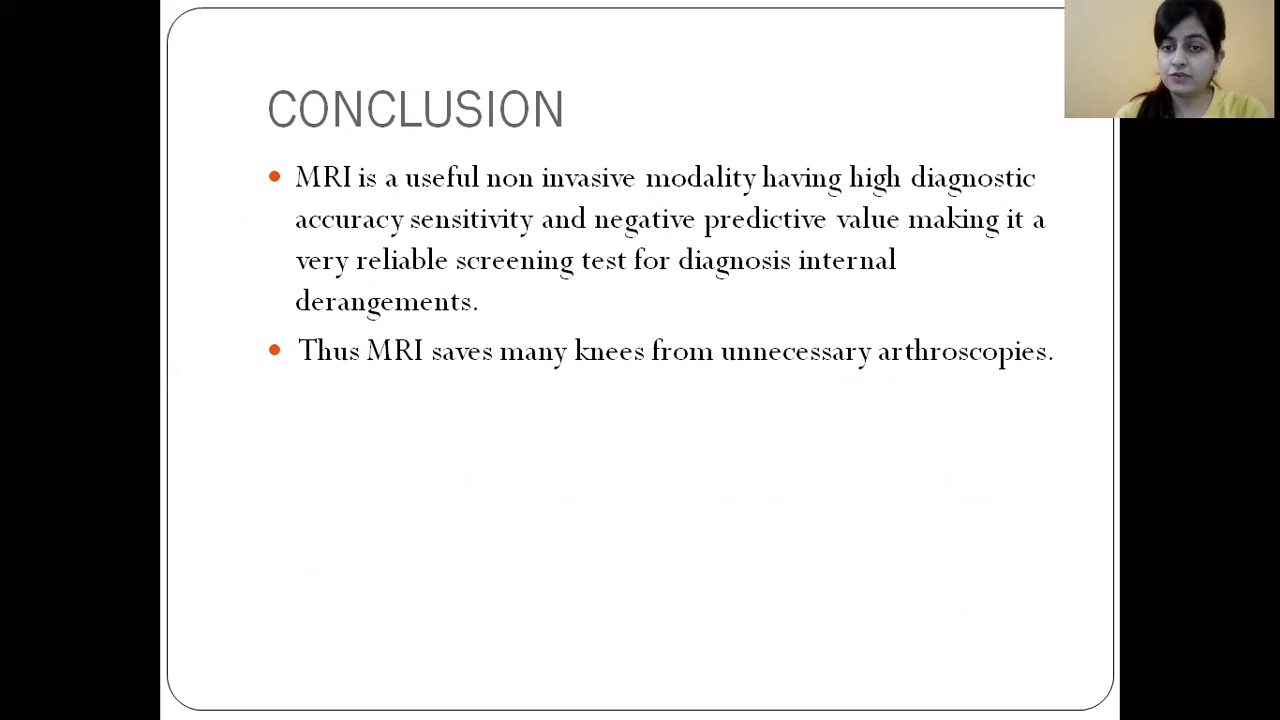 CONCLUSION
MRI is a useful non invasive modality having high diagnostic
accuracy sensitivity and negative predictive value making it a
very reliable screening test for diagnosis internal
derangements.
Thus MRI saves many knees from unnecessary arthroscopies.